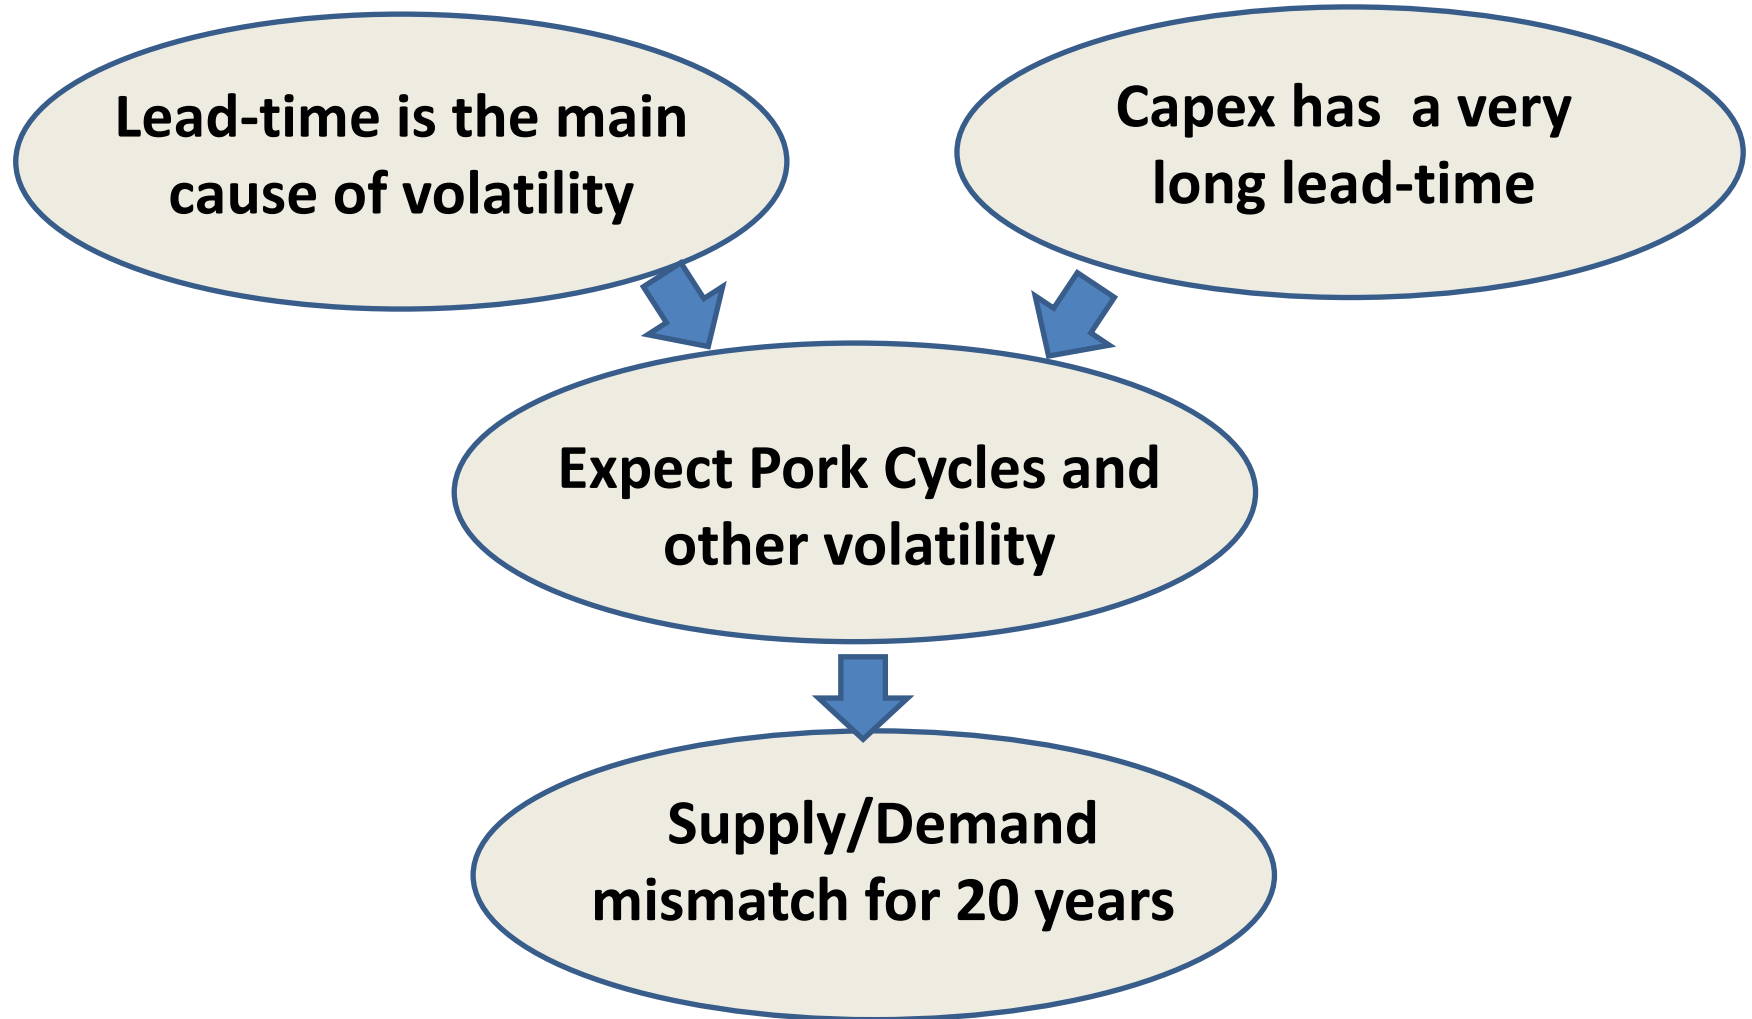 Lead-time is the main
cause of volatility
Capex has  a very
long lead-time
Expect Pork Cycles and
other volatility
Supply/Demand
mismatch for 20 years